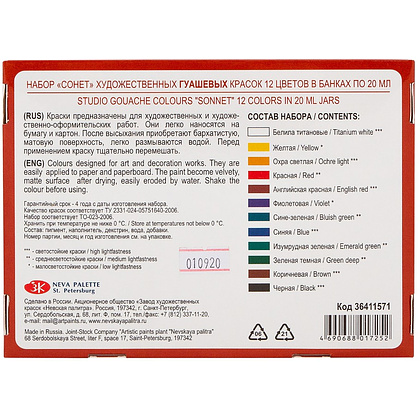 НАБОР «СОНЕТ» ХУДОЖЕСТВЕННЫХ ГУАШЕВЫХ КРАСОК 12 ЦВЕТОВ В БАНКАХ ПО 20 МЛ
STUDIO GOUACHE COLOURS "SONNET" 12 COLORS IN 20 ML JARS
(RUS) Краски предназначены для художественных и художе-
ственно-оформительских работ. Они легко наносятся на
бумагу и картон. После высыхания приобретают бархатистую,
матовую поверхность, легко размываются водой. Перед
применением краску тщательно перемешать.
(ENG) Colours designed for art and decoration works. They are
easily applied to paper and paperboard. The paint become velvety,
matte surface after drying, easily eroded by water. Shake the
colour before using.
Гарантийный срок - 4 года с даты изготовления.
Качество красок соответствует ТУ 2331-024-05751640-2006.
Качество набора соответствует ТО-023-2006.
Хранить при температуре не ниже 0 °C. / Store at temperatures not below 0 °C.
Состав: пигмент, наполнитель, декстрин, вода, добавки.
Номер партии, месяц и год изготовления см. на упаковке.
*** - светостойкие краски / high lightfastness
** - среднесветостойкие краски / medium lightfastness
* - малосветостойкие краски / low lightfastness
010920
СОСТАВ НАБОРА / CONTENTS:
Белила титановые / Titanium white ***
Желтая / Yellow *
Охра светлая / Ochre light ***
Красная / Red **
Английская красная / English red ***
Фиолетовая / Violet *
Сине-зеленая / Bluish green **
Синяя / Blue ***
Изумрудная зеленая / Emerald green **
Зеленая темная / Green deep **
Коричневая / Brown ***
Черная / Black ***
ЗК
NEVA PALETTE
St. Petersburg
Сделано в России. Акционерное общество «Завод художественных
красок «Невская палитра». Россия, 192242, г. Санкт-Петербург,
ул. Сердобольская, д. 68, лит. Ф, пом. 17, тел. +7 (812) 337-11-20,
e-mail: info@artpaints.ru, www.nevskayapalitra.ru
Made in Russia. Joint-Stock Company "Artistic paints plant "Nevskaya palitra"
68 Serdobolskaya Street, Liter F, room 17, Saint-Petersburg, 192342
06
21
Код 36411571
4 690688 017252